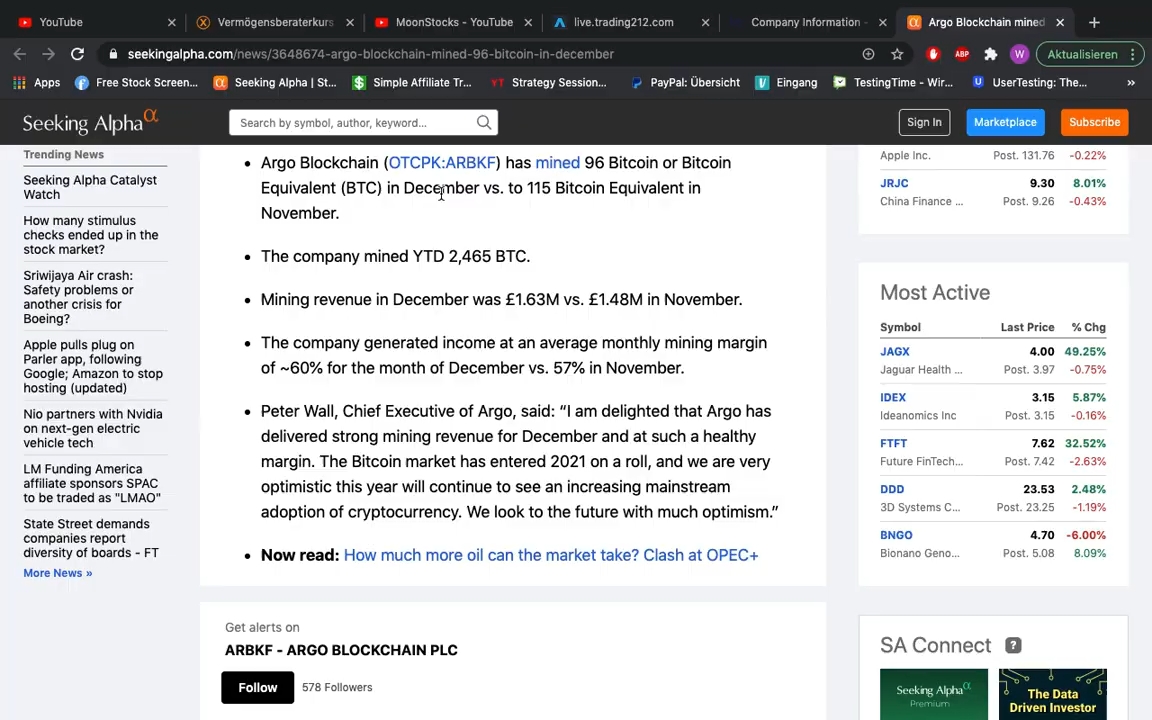 YouTube
Vermögensberaterkurs
MoonStocks - YouTube
live.trading212.com
Company Information -
Argo Blockchain mined
seekingalpha.com/news/3648674-argo-blockchain-mined-96-bitcoin-in-december
ABP
W
Aktualisieren
Apps
Free Stock Screen...
Seeking Alpha | St...
Simple Affiliate Tr...
YT Strategy Session...
PayPal: Übersicht
Eingang
TestingTime - Wir...
UserTesting: The...
»
Seeking Alpha α
Search by symbol, author, keyword...
Sign In
Marketplace
Subscribe
Trending News
Seeking Alpha Catalyst
Watch
How many stimulus
checks ended up in the
stock market?
Sriwijaya Air crash:
Safety problems or
another crisis for
Boeing?
Apple pulls plug on
Parler app, following
Google; Amazon to stop
hosting (updated)
Nio partners with Nvidia
on next-gen electric
vehicle tech
LM Funding America
affiliate sponsors SPAC
to be traded as "LMAO"
State Street demands
companies report
diversity of boards - FT
More News »
• Argo Blockchain (OTCPK:ARBKF) has mined 96 Bitcoin or Bitcoin
Equivalent (BTC) in December vs. to 115 Bitcoin Equivalent in
November.
• The company mined YTD 2,465 BTC.
• Mining revenue in December was £1.63M vs. £1.48M in November.
• The company generated income at an average monthly mining margin
of ~60% for the month of December vs. 57% in November.
• Peter Wall, Chief Executive of Argo, said: “I am delighted that Argo has
delivered strong mining revenue for December and at such a healthy
margin. The Bitcoin market has entered 2021 on a roll, and we are very
optimistic this year will continue to see an increasing mainstream
adoption of cryptocurrency. We look to the future with much optimism.”
• Now read: How much more oil can the market take? Clash at OPEC+
Get alerts on
ARBKF - ARGO BLOCKCHAIN PLC
Follow
578 Followers
Apple Inc. Post. 131.76 -0.22%
JRJC 9.30 8.01%
China Finance ... Post. 9.26 -0.43%
Most Active
Symbol Last Price % Chg
JAGX 4.00 49.25%
Jaguar Health ... Post. 3.97 -0.75%
IDEX 3.15 5.87%
Ideanomics Inc Post. 3.15 -0.16%
FTFT 7.62 32.52%
Future FinTech... Post. 7.42 -2.63%
DDD 23.53 2.48%
3D Systems C... Post. 23.25 -1.19%
BNGO 4.70 -6.00%
Bionano Geno... Post. 5.08 8.09%
SA Connect ?
Seeking Alpha α
Premium
The Data
Driven Investor